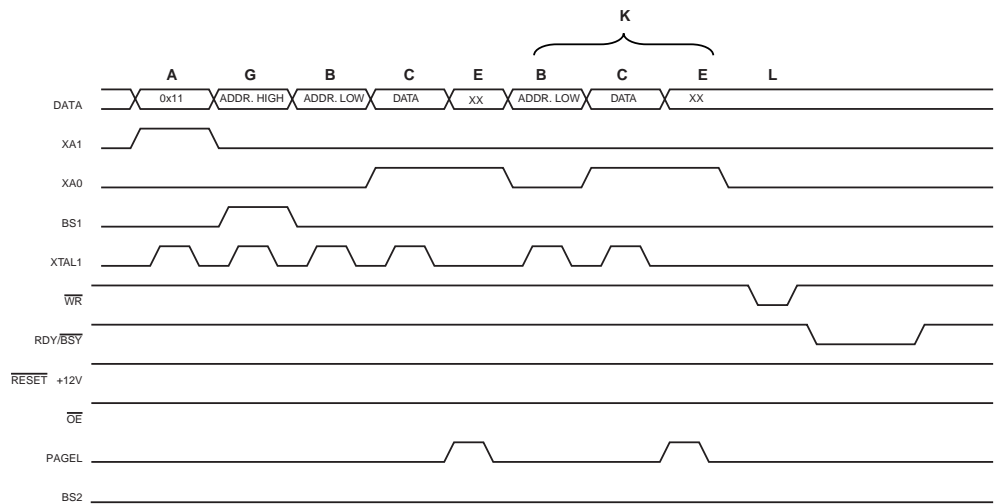 K
A G B C E B C E L
DATA 0x11 ADDR. HIGH ADDR. LOW DATA XX ADDR. LOW DATA XX
XA1
XA0
BS1
XTAL1
WR
RDY/BSY
RESET +12V
OE
PAGEL
BS2